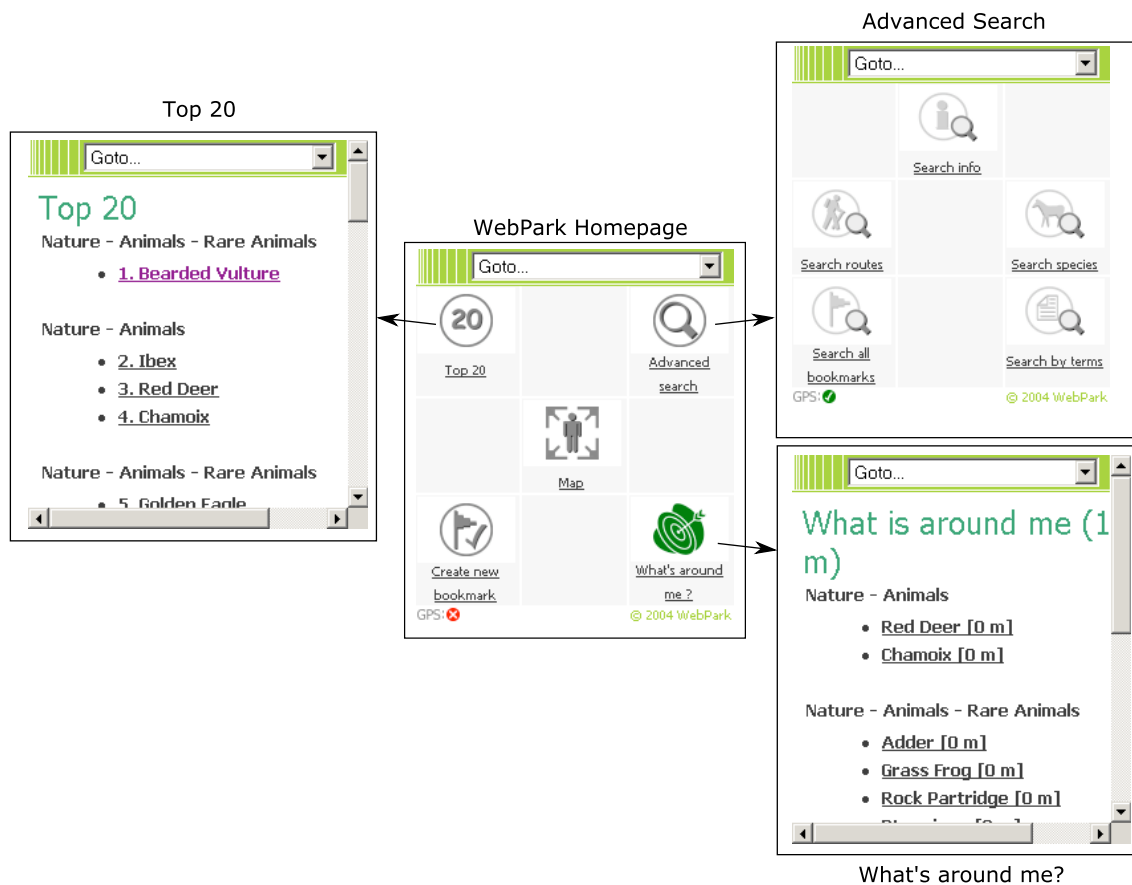 Advanced Search
Goto...
Search info
Search routes
Search species
Search all
bookmarks
Search by terms
GPS:
© 2004 WebPark
Top 20
Goto...
Top 20
Nature - Animals - Rare Animals
1. Bearded Vulture
Nature - Animals
2. Ibex
3. Red Deer
4. Chamoix
Nature - Animals - Rare Animals
5. Golden Eagle
WebPark Homepage
Goto...
20
Top 20
Advanced
search
Map
Create new
bookmark
What's around
me ?
GPS:
© 2004 WebPark
Goto...
What is around me (1
m)
Nature - Animals
Red Deer [0 m]
Chamoix [0 m]
Nature - Animals - Rare Animals
Adder [0 m]
Grass Frog [0 m]
Rock Partridge [0 m]
What's around me?